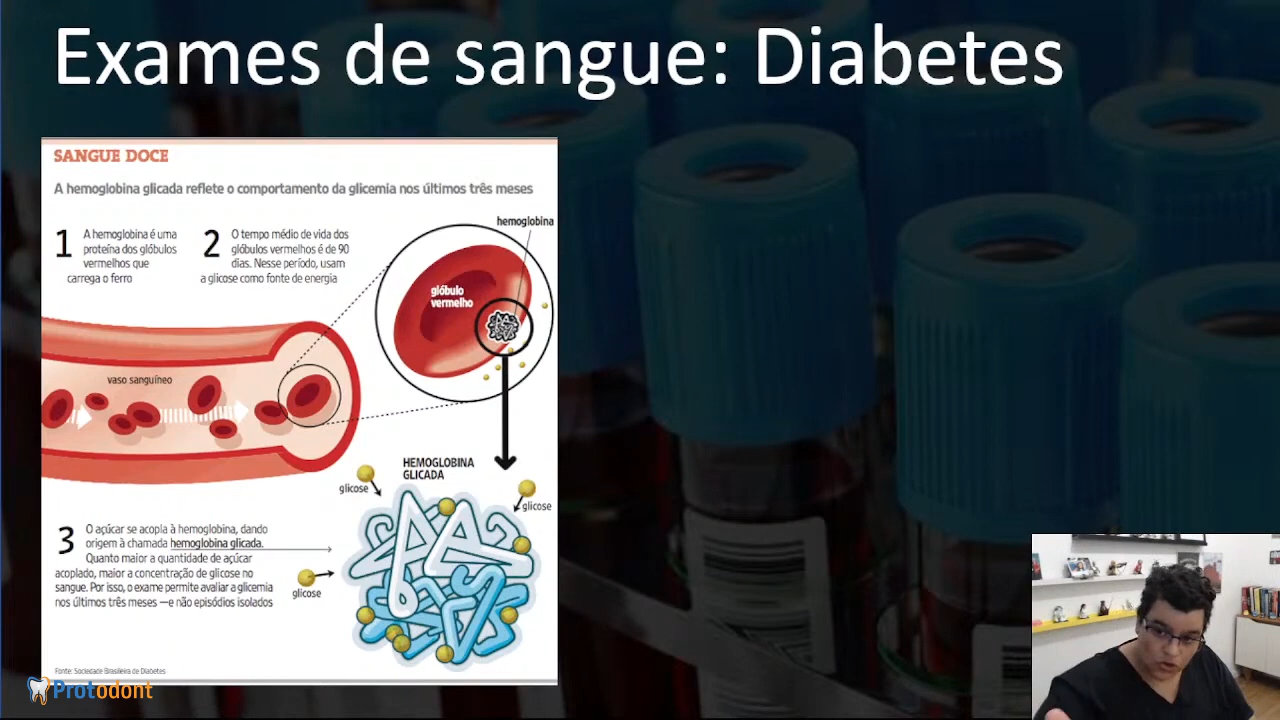 Exames de sangue: Diabetes
SANGUE DOCE
A hemoglobina glicada reflete o comportamento da glicemia nos últimos três meses
1
A hemoglobina é uma
proteína dos glóbulos
vermelhos que
carrega o ferro
2
O tempo médio de vida dos
glóbulos vermelhos é de 90
dias. Nesse período, usam
a glicose como fonte de energia
hemoglobina
glóbulo
vermelho
vaso sanguíneo
HEMOGLOBINA
GLICADA
glicose
glicose
glicose
3
O açúcar se acopla à hemoglobina, dando
origem à chamada hemoglobina glicada.
Quanto maior a quantidade de açúcar
acoplado, maior a concentração de glicose no
sangue. Por isso, o exame permite avaliar a glicemia
nos últimos três meses —e não episódios isolados
Fonte: Sociedade Brasileira de Diabetes
Protodont